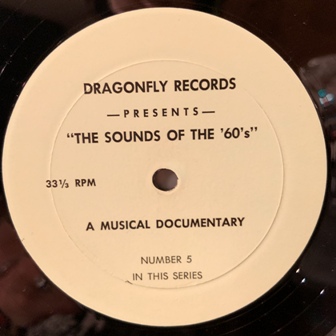 DRAGONFLY RECORDS
—PRESENTS—
"THE SOUNDS OF THE '60's"
33⅓ RPM
A MUSICAL DOCUMENTARY
NUMBER 5
IN THIS SERIES